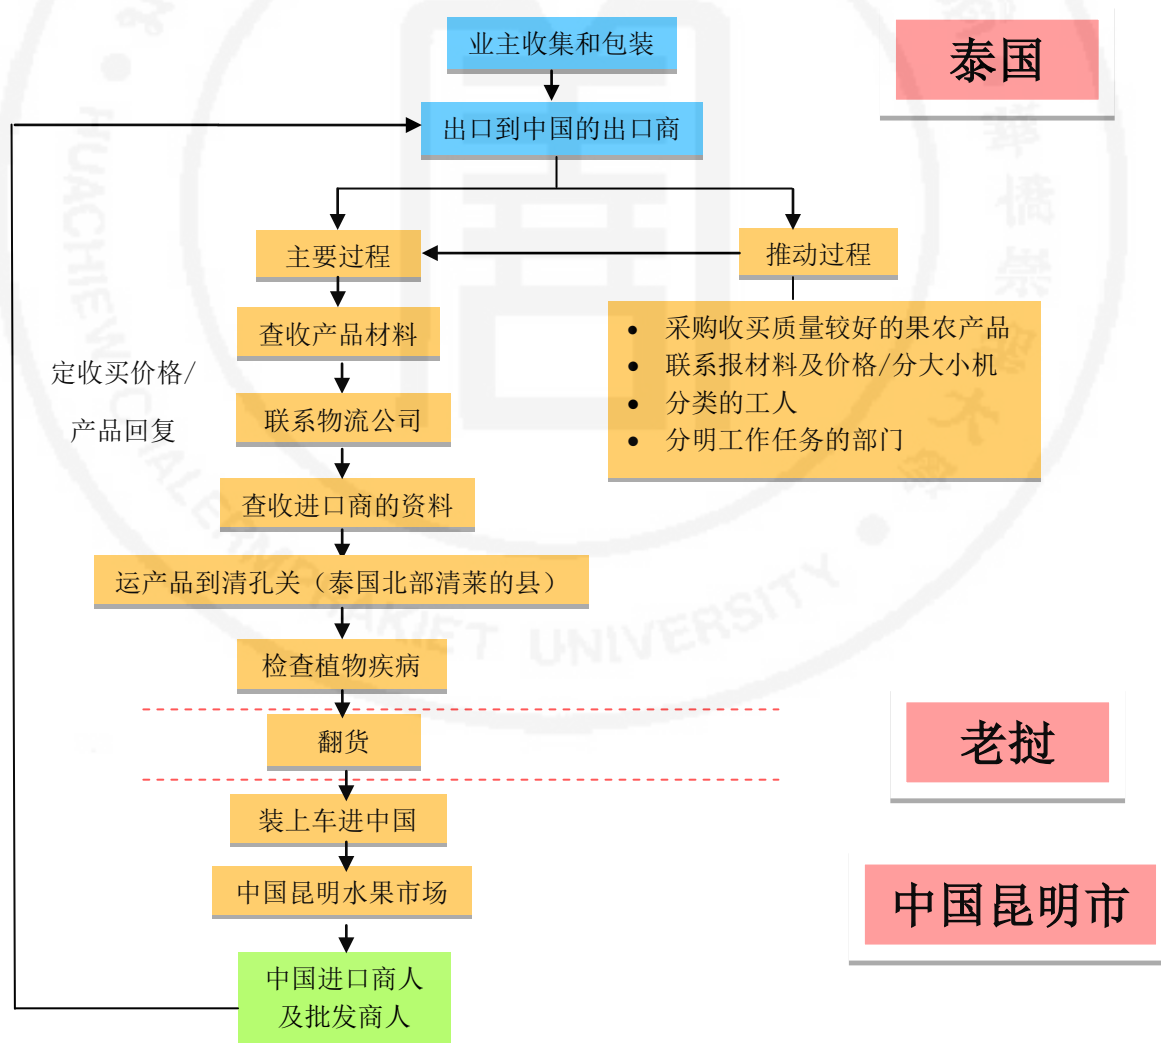 业主收集和包装
泰国
出口到中国的出口商
主要过程
推动过程
查收产品材料
• 采购收买质量较好的果农产品
• 联系报材料及价格/分大小机
• 分类的工人
• 分明工作任务的部门
定收买价格/
产品回复
联系物流公司
查收进口商的资料
运产品到清孔关（泰国北部清莱的县）
检查植物疾病
翻货
老挝
装上车进中国
中国昆明水果市场
中国昆明市
中国进口商人
及批发商人
HUACHIEW CHALERMPRAKIET UNIVERSITY